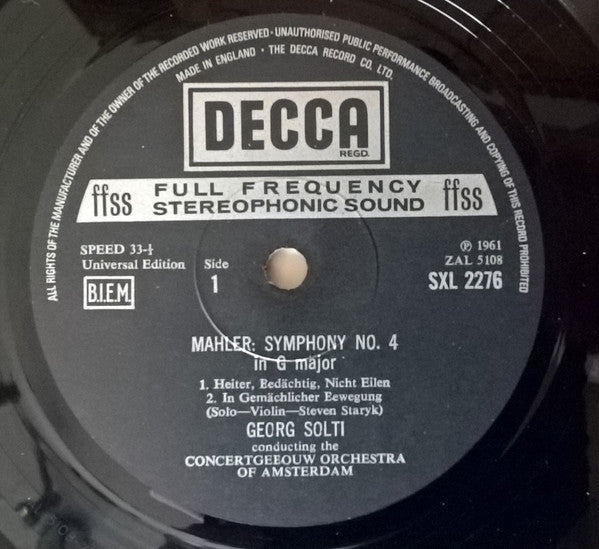 ALL RIGHTS OF THE MANUFACTURER AND OF THE OWNER OF THE RECORDED WORK RESERVED · UNAUTHORISED PUBLIC PERFORMANCE BROADCASTING AND COPYING OF THIS RECORD PROHIBITED
MADE IN ENGLAND · THE DECCA RECORD CO. LTD.
DECCA
REGD.
ffss FULL FREQUENCY STEREOPHONIC SOUND ffss
SPEED 33-⅓
Universal Edition
B.I.E.M.
Side
1
℗ 1961
ZAL 5108
SXL 2276
MAHLER: SYMPHONY NO. 4
in G major
1. Heiter, Bedächtig, Nicht Eilen
2. In Gemächlicher Bewegung
(Solo—Violin—Steven Staryk)
GEORG SOLTI
conducting the
CONCERTGEBOUW ORCHESTRA
OF AMSTERDAM